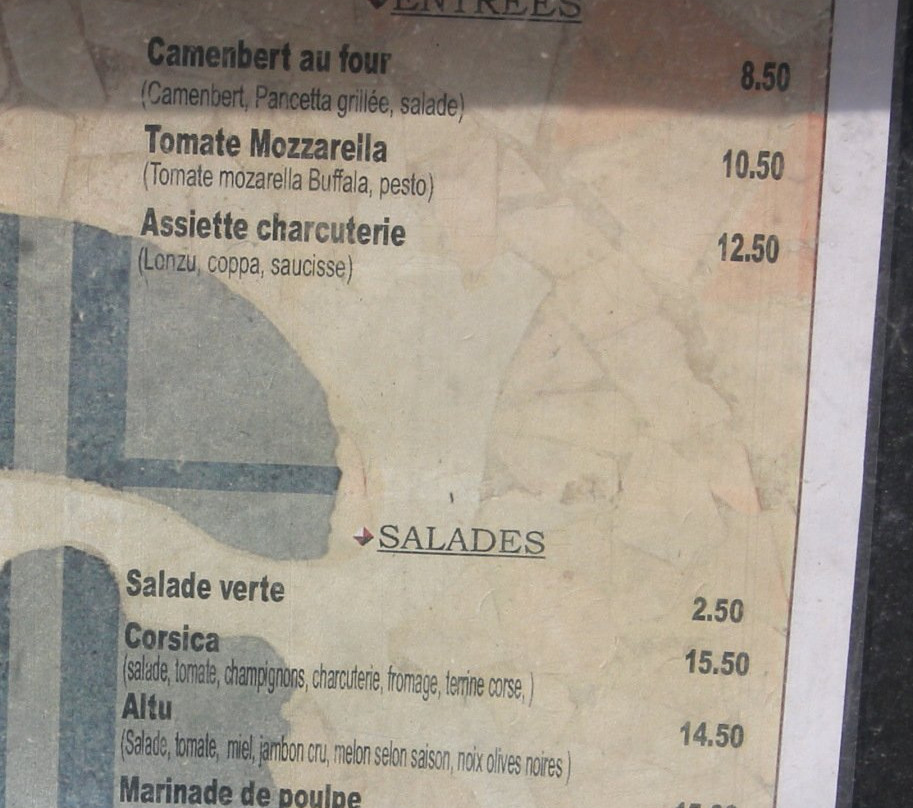 ENTREES
Camenbert au four 8.50
(Camenbert, Pancetta grillée, salade)
Tomate Mozzarella 10.50
(Tomate mozarella Buffala, pesto)
Assiette charcuterie 12.50
(Lonzu, coppa, saucisse)
SALADES
Salade verte 2.50
Corsica 15.50
(salade, tomate, champignons, charcuterie, fromage, terrine corse, )
Altu 14.50
(Salade, tomate, miel, jambon cru, melon selon saison, noix olives noires )
Marinade de poulpe